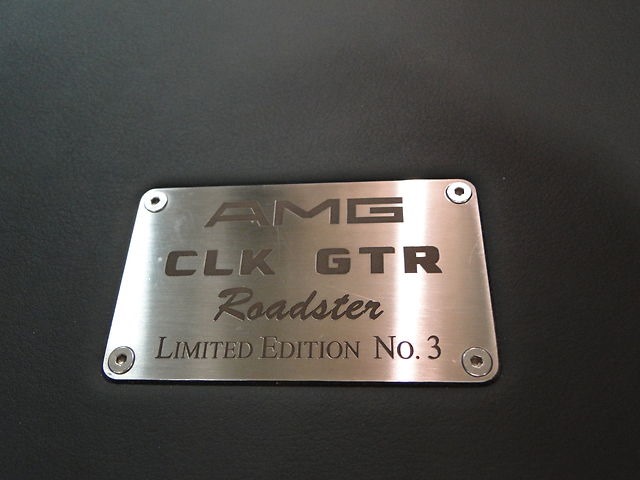 AMG
CLK GTR
Roadster
LIMITED EDITION NO. 3